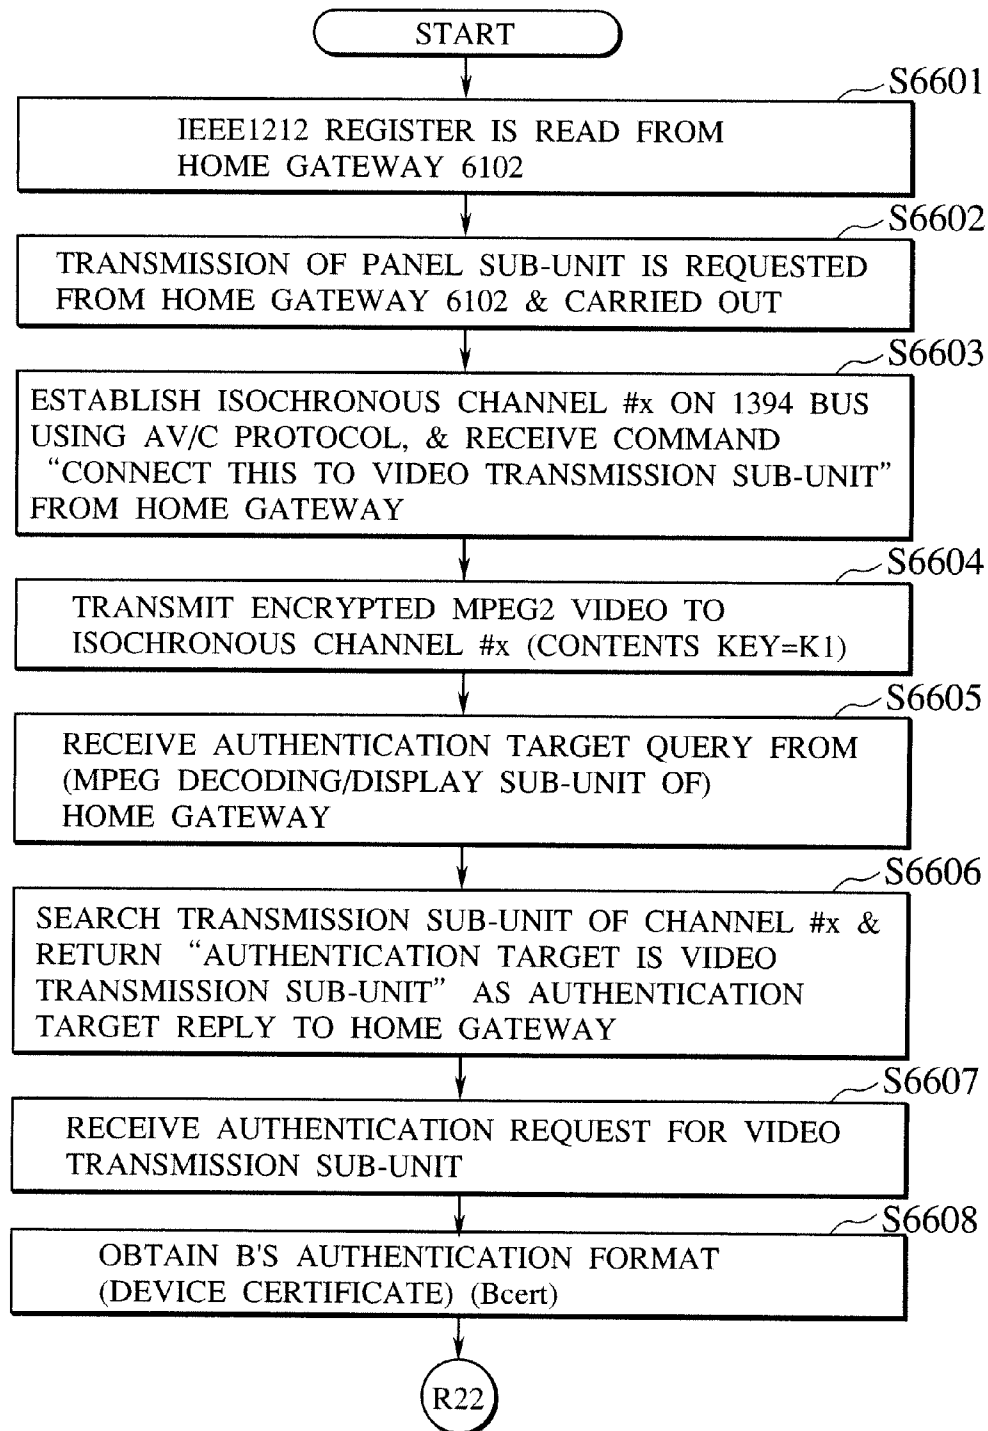 START
S6601
IEEE1212 REGISTER IS READ FROM
HOME GATEWAY 6102
S6602
TRANSMISSION OF PANEL SUB-UNIT IS REQUESTED
FROM HOME GATEWAY 6102 & CARRIED OUT
S6603
ESTABLISH ISOCHRONOUS CHANNEL #x ON 1394 BUS
USING AV/C PROTOCOL, & RECEIVE COMMAND
“CONNECT THIS TO VIDEO TRANSMISSION SUB-UNIT”
FROM HOME GATEWAY
S6604
TRANSMIT ENCRYPTED MPEG2 VIDEO TO
ISOCHRONOUS CHANNEL #x (CONTENTS KEY=K1)
S6605
RECEIVE AUTHENTICATION TARGET QUERY FROM
(MPEG DECODING/DISPLAY SUB-UNIT OF)
HOME GATEWAY
S6606
SEARCH TRANSMISSION SUB-UNIT OF CHANNEL #x &
RETURN “AUTHENTICATION TARGET IS VIDEO
TRANSMISSION SUB-UNIT” AS AUTHENTICATION
TARGET REPLY TO HOME GATEWAY
S6607
RECEIVE AUTHENTICATION REQUEST FOR VIDEO
TRANSMISSION SUB-UNIT
S6608
OBTAIN B'S AUTHENTICATION FORMAT
(DEVICE CERTIFICATE) (Bcert)
R22